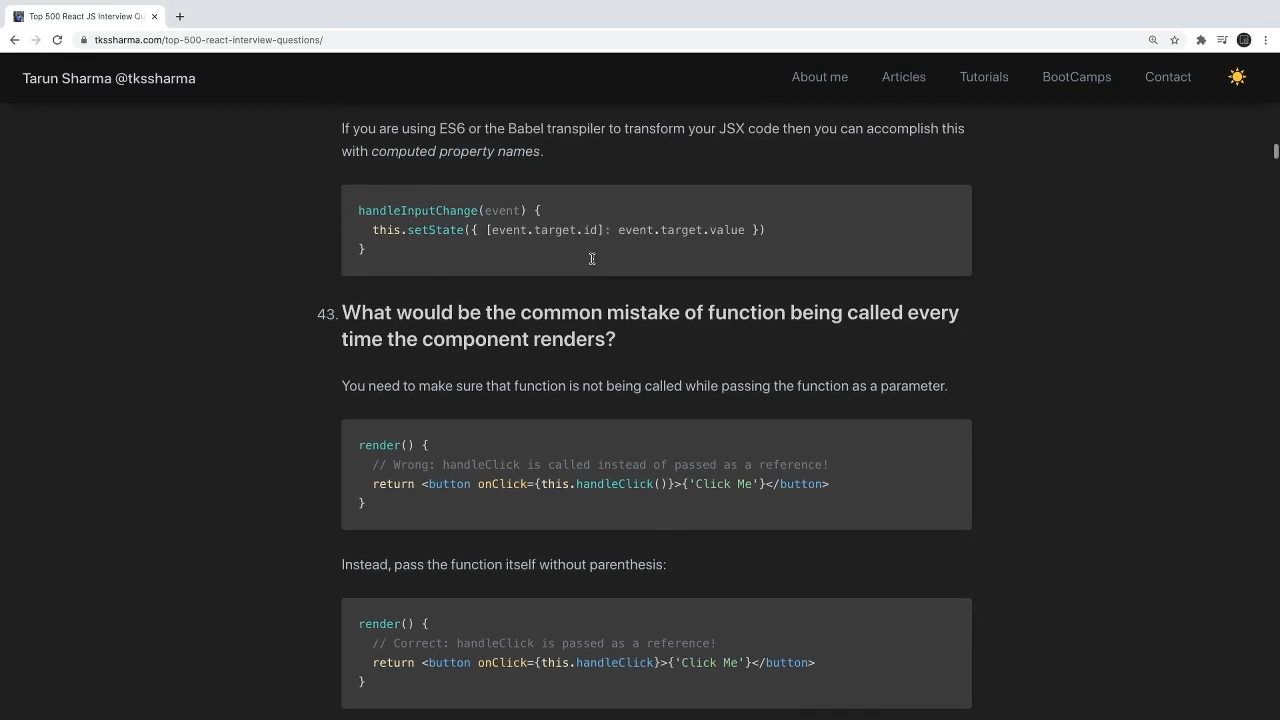 Top 500 React JS Interview Qu
tkssharma.com/top-500-react-interview-questions/
Tarun Sharma @tkssharma
About me
Articles
Tutorials
BootCamps
Contact
If you are using ES6 or the Babel transpiler to transform your JSX code then you can accomplish this
with computed property names.
handleInputChange(event) {
  this.setState({ [event.target.id]: event.target.value })
}
43. What would be the common mistake of function being called every
time the component renders?
You need to make sure that function is not being called while passing the function as a parameter.
render() {
  // Wrong: handleClick is called instead of passed as a reference!
  return <button onClick={this.handleClick()}>{'Click Me'}</button>
}
Instead, pass the function itself without parenthesis:
render() {
  // Correct: handleClick is passed as a reference!
  return <button onClick={this.handleClick}>{'Click Me'}</button>
}